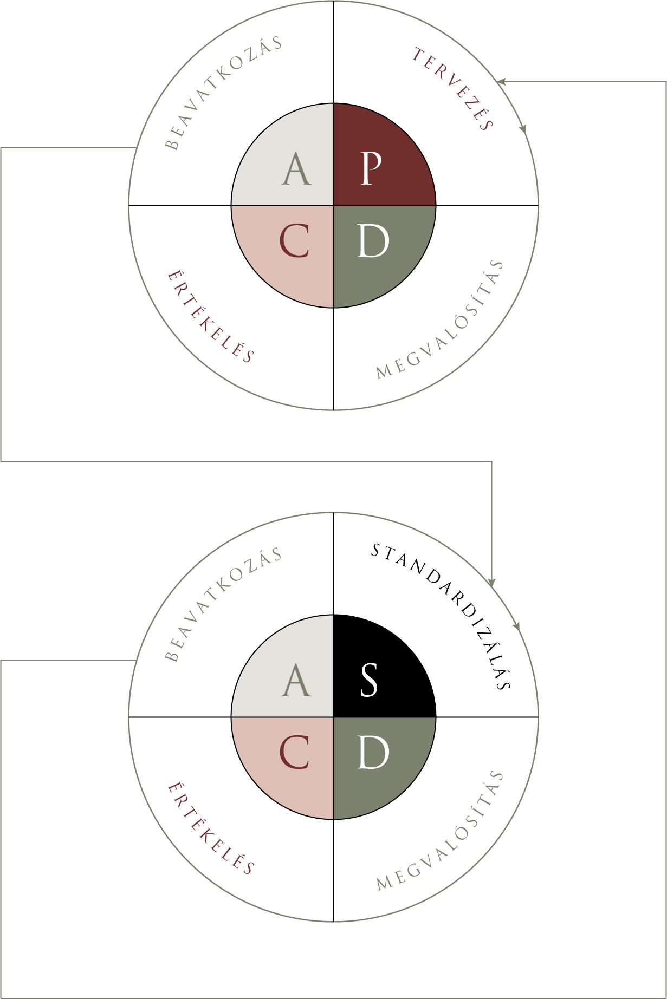 BEAVATKOZÁS
TERVEZÉS
A
P
C
D
ÉRTÉKELÉS
MEGVALÓSÍTÁS
BEAVATKOZÁS
STANDARDIZÁLÁS
A
S
C
D
ÉRTÉKELÉS
MEGVALÓSÍTÁS